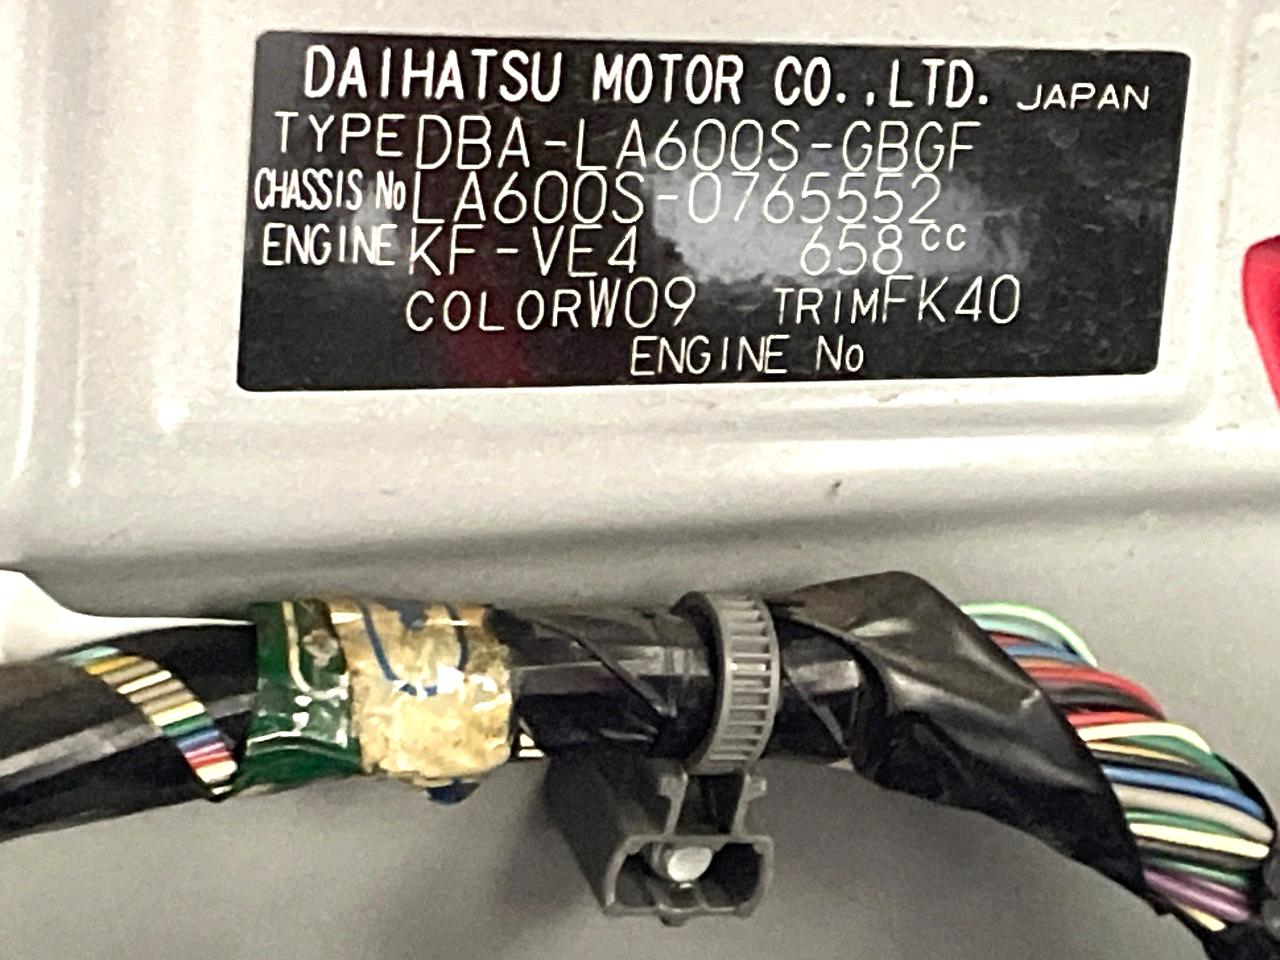 DAIHATSU MOTOR CO.,LTD. JAPAN
TYPE DBA-LA600S-GBGF
CHASSIS No LA600S-0765552
ENGINE KF-VE4 658cc
COLOR W09 TRIM FK40
ENGINE No